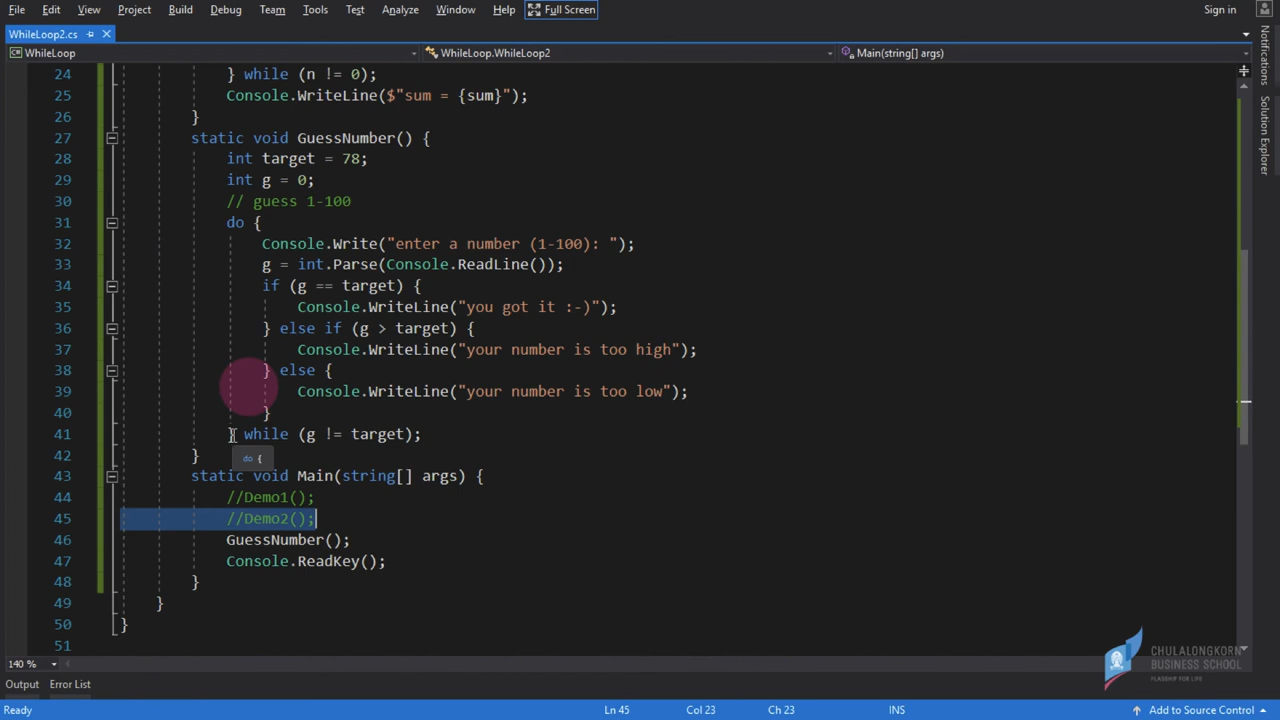 File Edit View Project Build Debug Team Tools Test Analyze Window Help Full Screen Sign in
WhileLoop2.cs
WhileLoop WhileLoop.WhileLoop2 Main(string[] args)
24 } while (n != 0);
25 Console.WriteLine($"sum = {sum}");
26 }
27 static void GuessNumber() {
28 int target = 78;
29 int g = 0;
30 // guess 1-100
31 do {
32 Console.Write("enter a number (1-100): ");
33 g = int.Parse(Console.ReadLine());
34 if (g == target) {
35 Console.WriteLine("you got it :-)");
36 } else if (g > target) {
37 Console.WriteLine("your number is too high");
38 } else {
39 Console.WriteLine("your number is too low");
40 }
41 } while (g != target);
42 }
do {
43 static void Main(string[] args) {
44 //Demo1();
45 //Demo2();
46 GuessNumber();
47 Console.ReadKey();
48 }
49 }
50 }
51
Notifications
Solution Explorer
CHULALONGKORN
BUSINESS SCHOOL
FLAGSHIP FOR LIFE
140 %
Output Error List
Ready Ln 45 Col 23 Ch 23 INS Add to Source Control